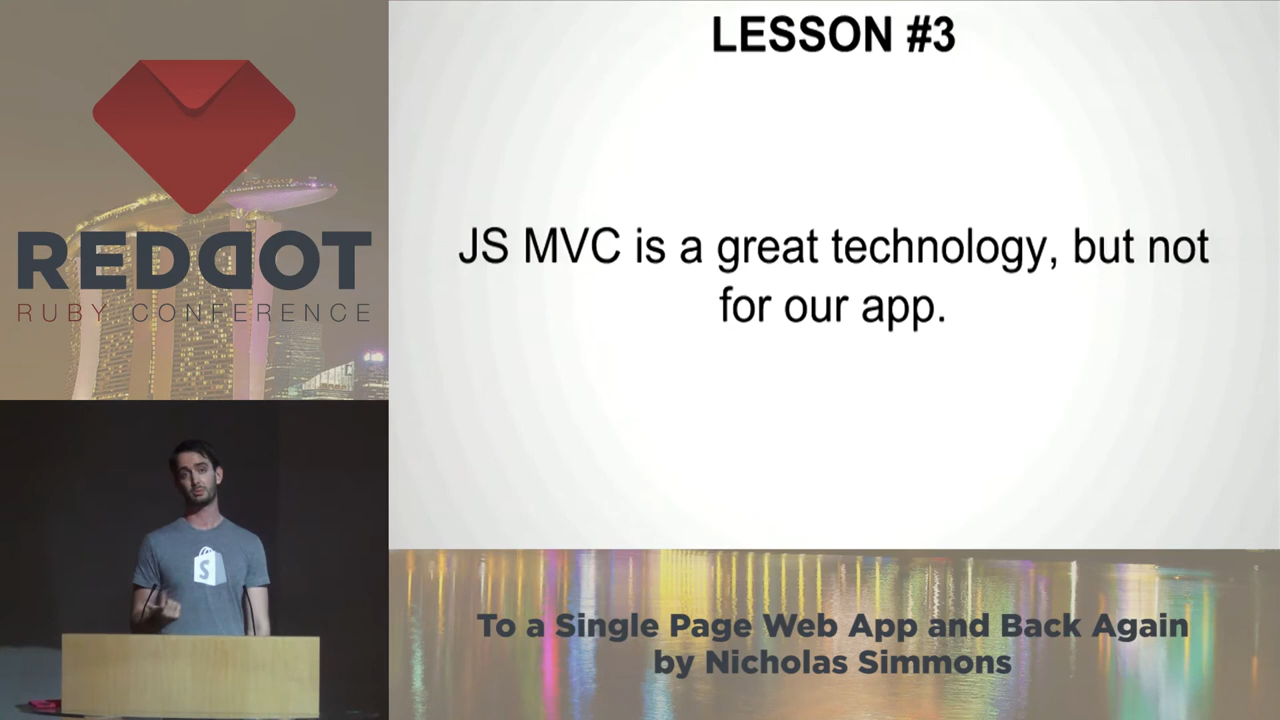 REDDOT
RUBY CONFERENCE
LESSON #3
JS MVC is a great technology, but not
for our app.
S
To a Single Page Web App and Back Again
by Nicholas Simmons